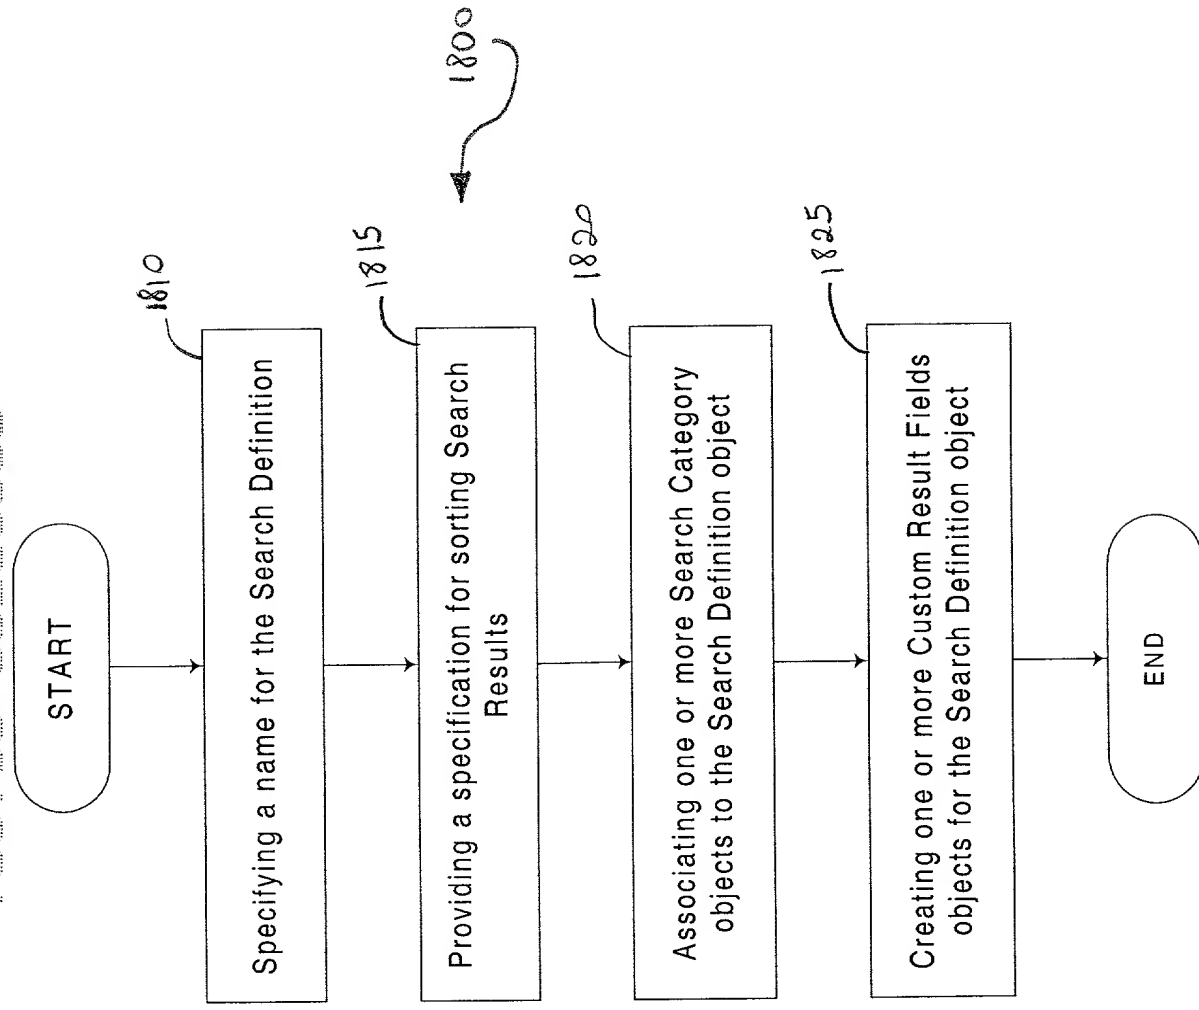 START
1800
1810
Specifying a name for the Search Definition
1815
Providing a specification for sorting Search
Results
1820
Associating one or more Search Category
objects to the Search Definition object
1825
Creating one or more Custom Result Fields
objects for the Search Definition object
END